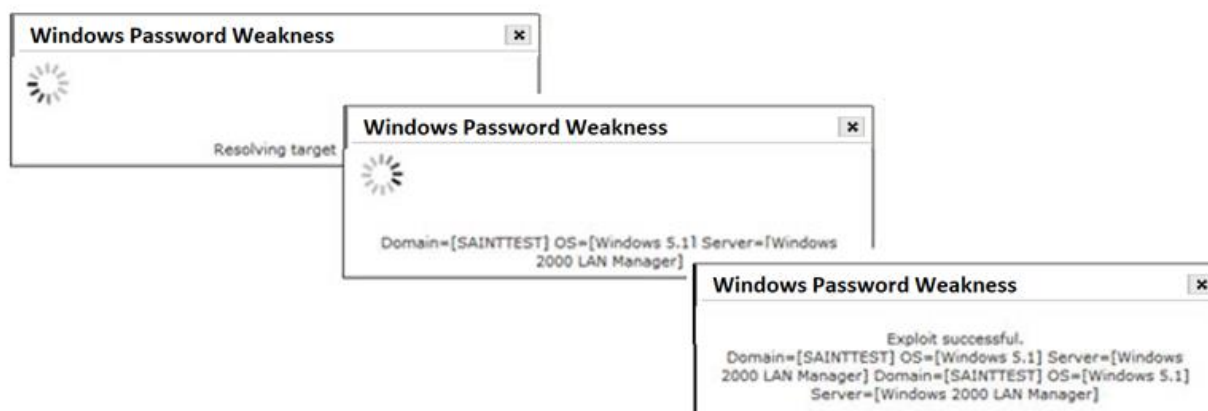 Windows Password Weakness
Resolving target
Windows Password Weakness
Domain=[SAINTTEST] OS=[Windows 5.1] Server=[Windows
2000 LAN Manager]
Windows Password Weakness
Exploit successful.
Domain=[SAINTTEST] OS=[Windows 5.1] Server=[Windows
2000 LAN Manager] Domain=[SAINTTEST] OS=[Windows 5.1]
Server=[Windows 2000 LAN Manager]